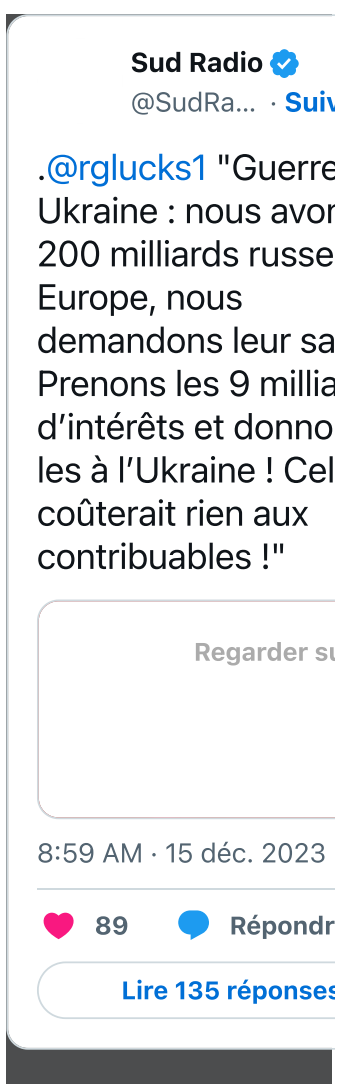 Sud Radio
@SudRa... · Suiv
.@rglucks1 "Guerre
Ukraine : nous avon
200 milliards russe
Europe, nous
demandons leur sa
Prenons les 9 millia
d’intérêts et donno
les à l’Ukraine ! Cel
coûterait rien aux
contribuables !"
Regarder su
8:59 AM · 15 déc. 2023
89 Répondr
Lire 135 réponses